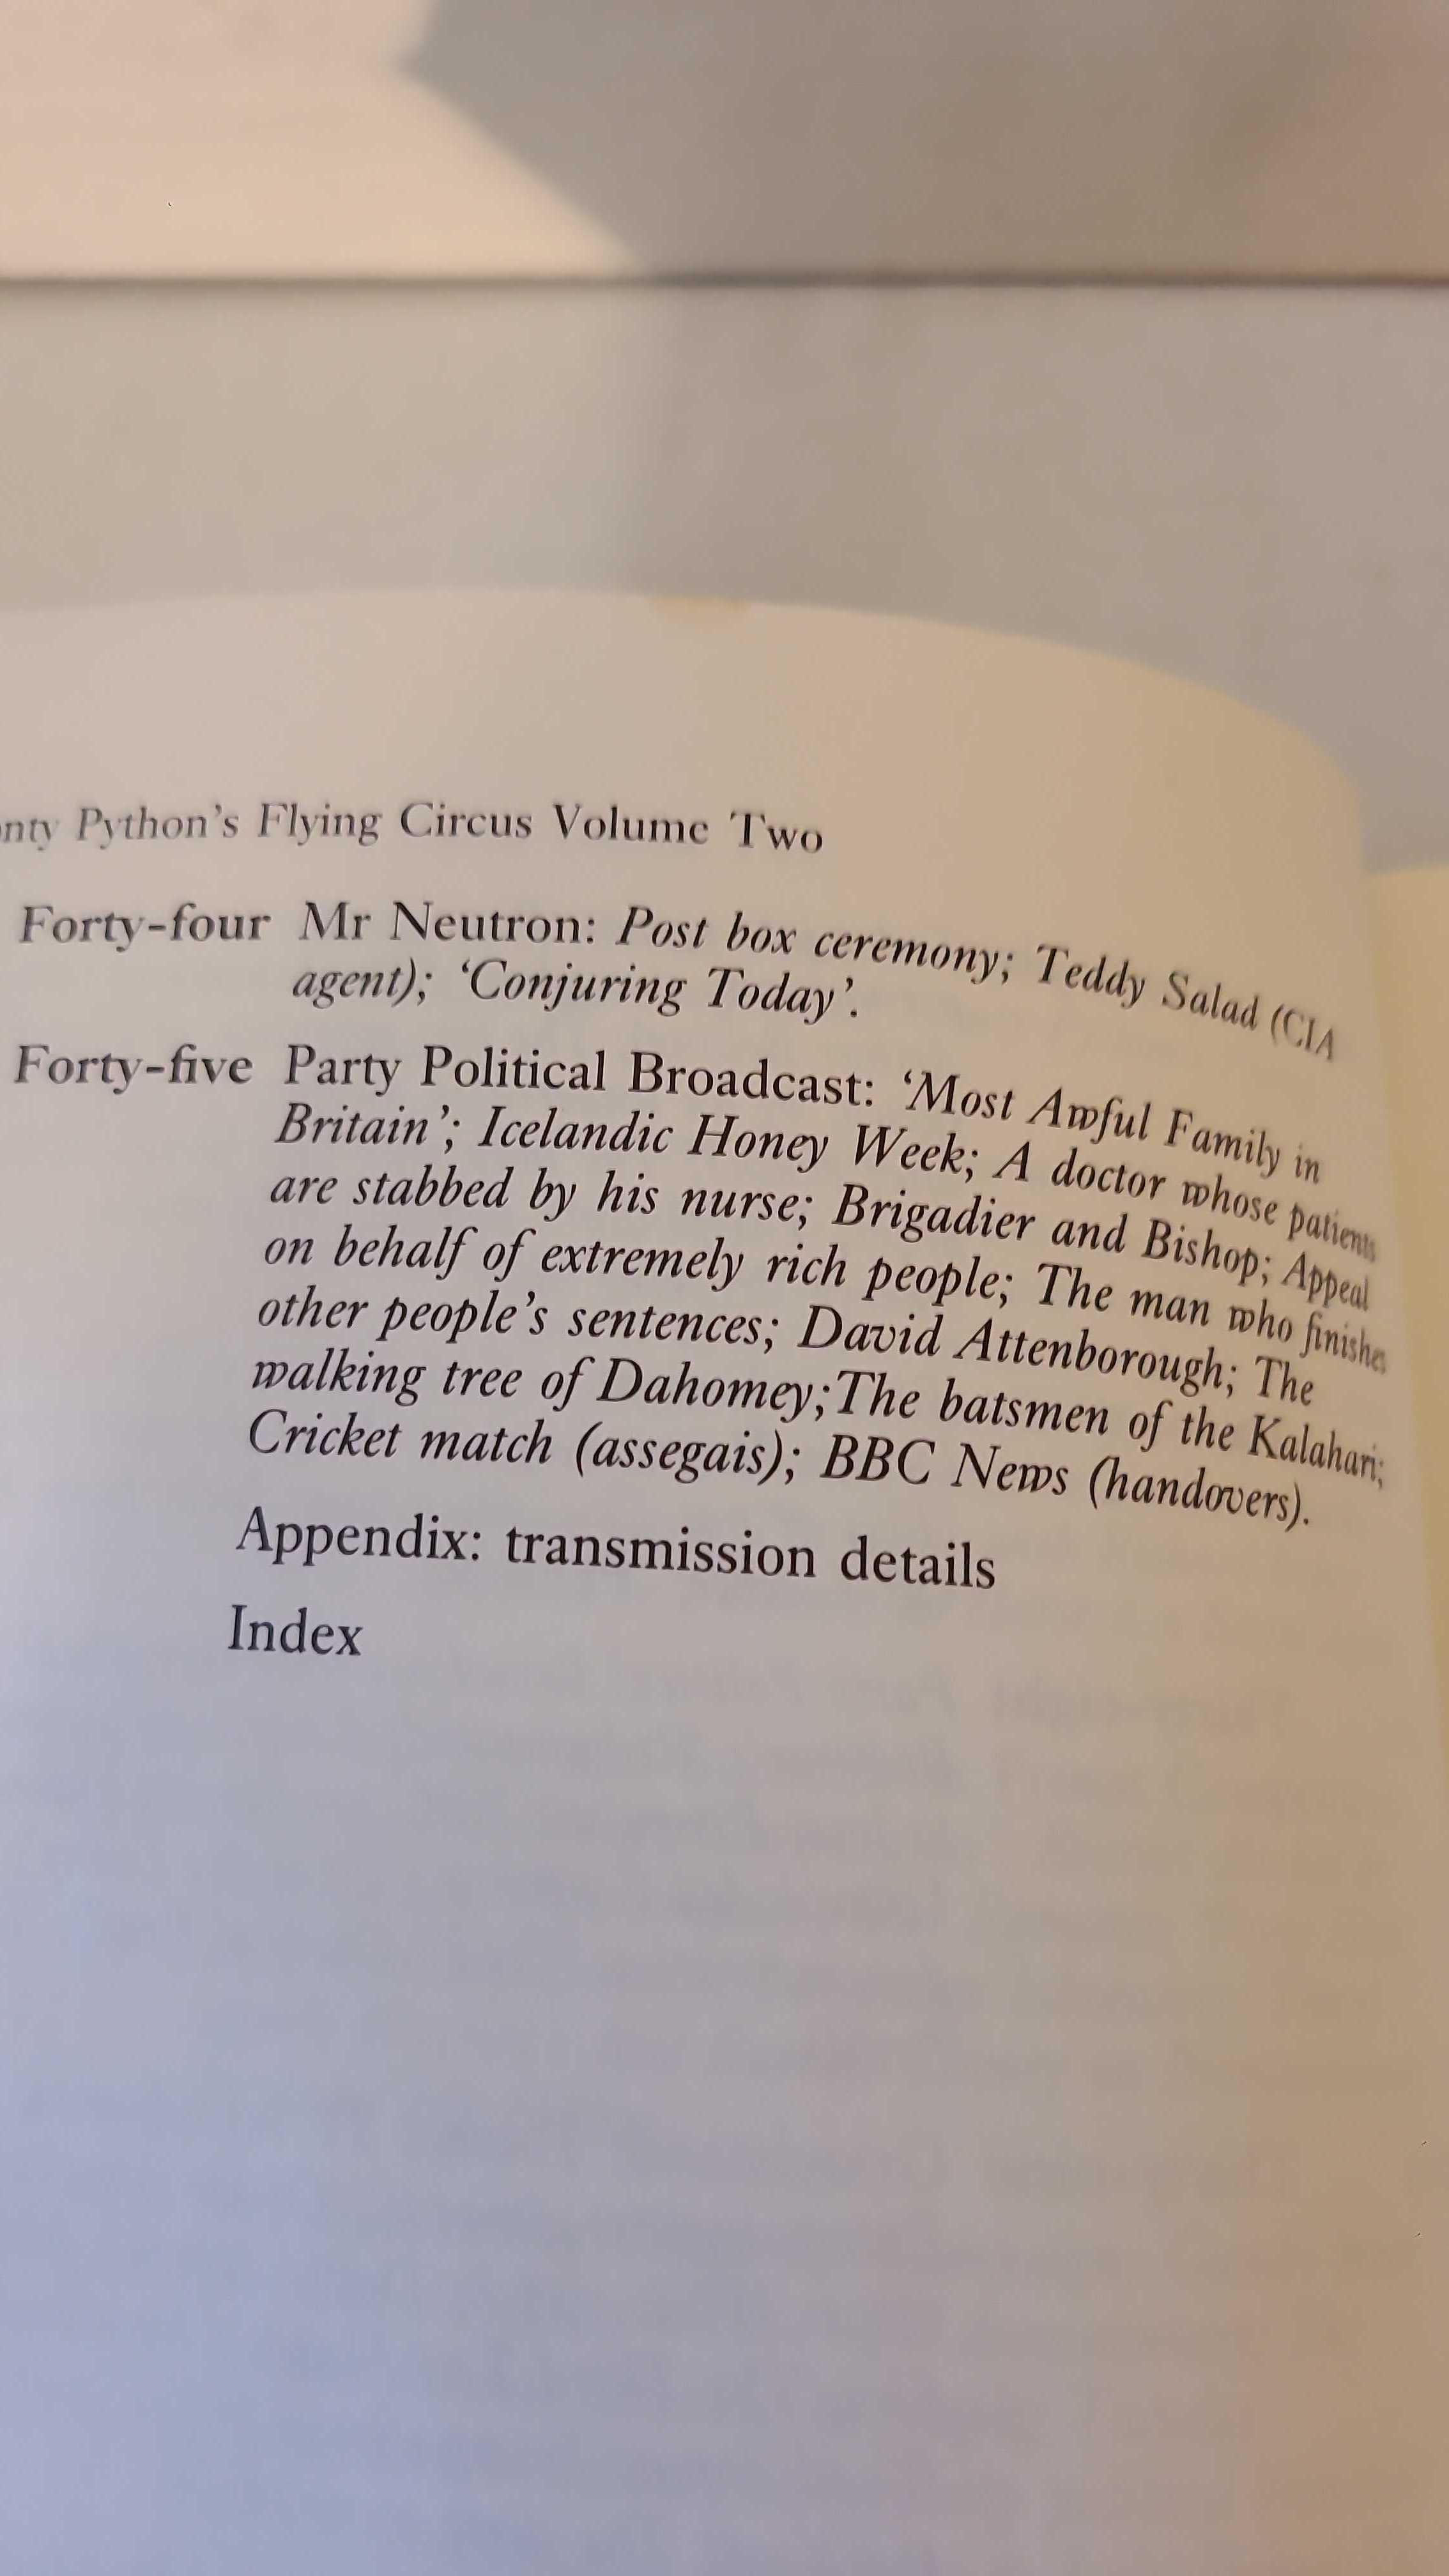 onty Python's Flying Circus Volume Two
Forty-four Mr Neutron: Post box ceremony; Teddy Salad (CIA
agent); ‘Conjuring Today’.
Forty-five Party Political Broadcast: ‘Most Awful Family in
Britain’; Icelandic Honey Week; A doctor whose patients
are stabbed by his nurse; Brigadier and Bishop; Appeal
on behalf of extremely rich people; The man who finishes
other people’s sentences; David Attenborough; The
walking tree of Dahomey;The batsmen of the Kalahari;
Cricket match (assegais); BBC News (handovers).
Appendix: transmission details
Index